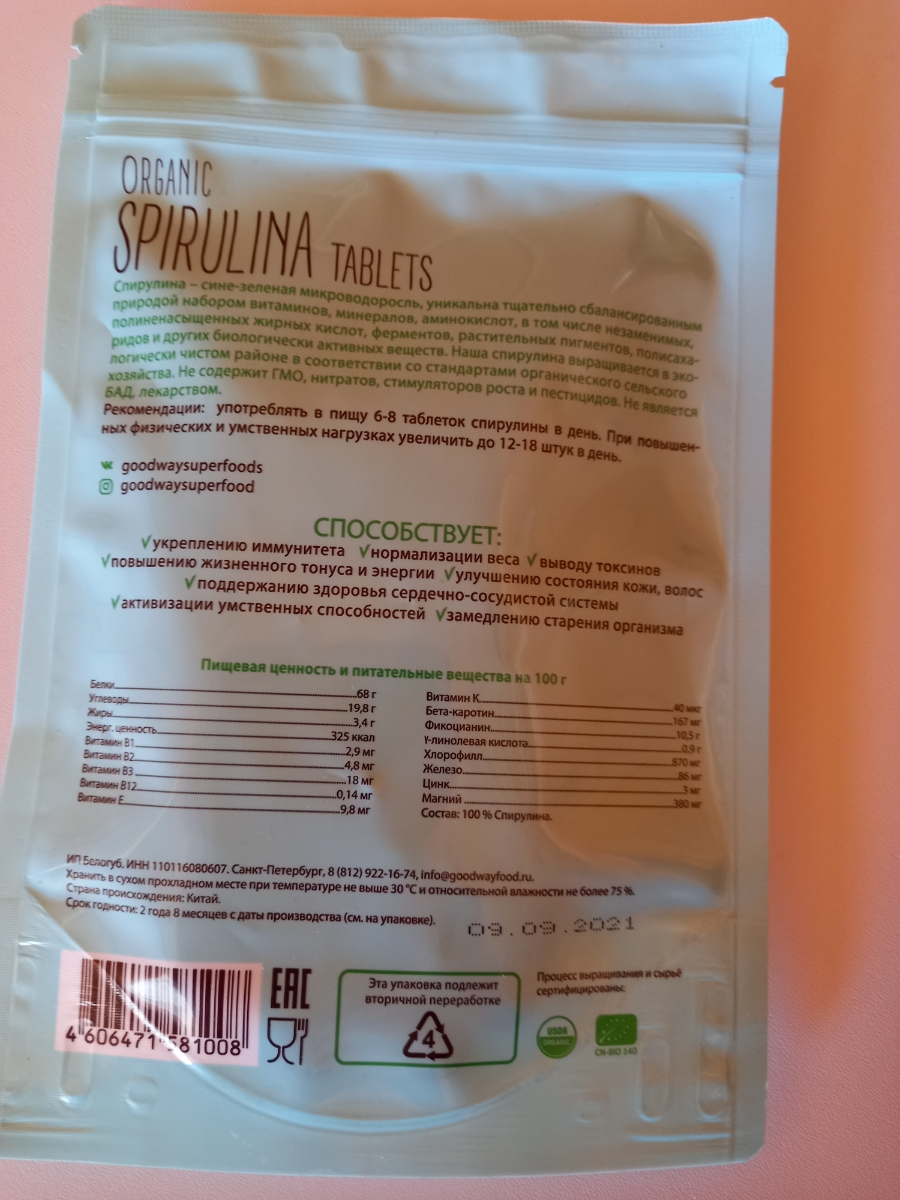 ORGANIC
SPIRULINA TABLETS
Спирулина – сине-зеленая микроводоросль, уникальна тщательно сбалансированным
природой набором витаминов, минералов, аминокислот, в том числе незаменимых,
полиненасыщенных жирных кислот, ферментов, растительных пигментов, полисаха-
ридов и других биологически активных веществ. Наша спирулина выращивается в эко-
логически чистом районе в соответствии со стандартами органического сельского
хозяйства. Не содержит ГМО, нитратов, стимуляторов роста и пестицидов. Не является
БАД, лекарством.
Рекомендации: употреблять в пищу 6-8 таблеток спирулины в день. При повышен-
ных физических и умственных нагрузках увеличить до 12-18 штук в день.
goodwaysuperfoods
goodwaysuperfood
СПОСОБСТВУЕТ:
√укреплению иммунитета √нормализации веса √выводу токсинов
√повышению жизненного тонуса и энергии √улучшению состояния кожи, волос
√поддержанию здоровья сердечно-сосудистой системы
√активизации умственных способностей √замедлению старения организма
Пищевая ценность и питательные вещества на 100 г
Белки 68 г
Углеводы 19,8 г
Жиры 3,4 г
Энерг. ценность 325 ккал
Витамин В1 2,9 мг
Витамин В2 4,8 мг
Витамин В3 18 мг
Витамин В12 0,14 мг
Витамин Е 9,8 мг
Витамин К 40 мкг
Бета-каротин 167 мг
Фикоцианин 10,5 г
Y-линолевая кислота 0,9 г
Хлорофилл 870 мг
Железо 86 мг
Цинк 3 мг
Магний 380 мг
Состав: 100 % Спирулина.
ИП Белогуб. ИНН 110116080607. Санкт-Петербург, 8 (812) 922-16-74, info@goodwayfood.ru.
Хранить в сухом прохладном месте при температуре не выше 30 °С и относительной влажности не более 75 %.
Страна происхождения: Китай.
Срок годности: 2 года 8 месяцев с даты производства (см. на упаковке).
09.09.2021
4 606471 581008
EAC
Эта упаковка подлежит
вторичной переработке
4
Процесс выращивания и сырьё
сертифицированы:
USDA
ORGANIC
CN-BIO 140